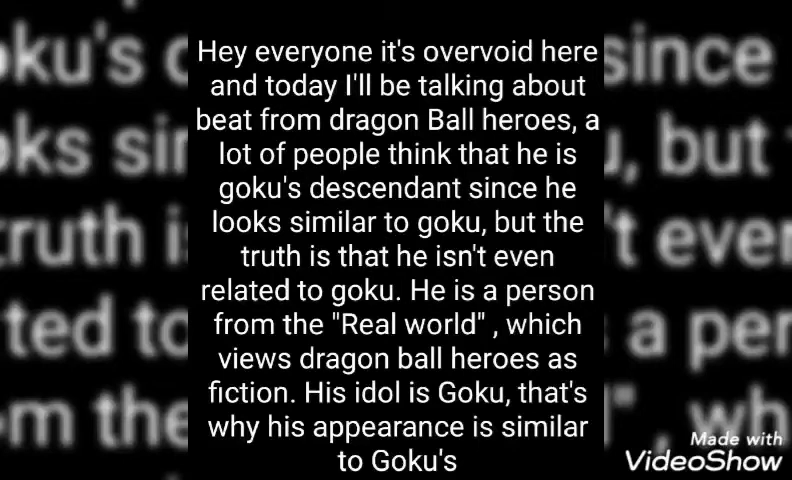 Hey everyone it's overvoid here
and today I'll be talking about
beat from dragon Ball heroes, a
lot of people think that he is
goku's descendant since he
looks similar to goku, but the
truth is that he isn't even
related to goku. He is a person
from the "Real world" , which
views dragon ball heroes as
fiction. His idol is Goku, that's
why his appearance is similar
to Goku's
Made with
VideoShow